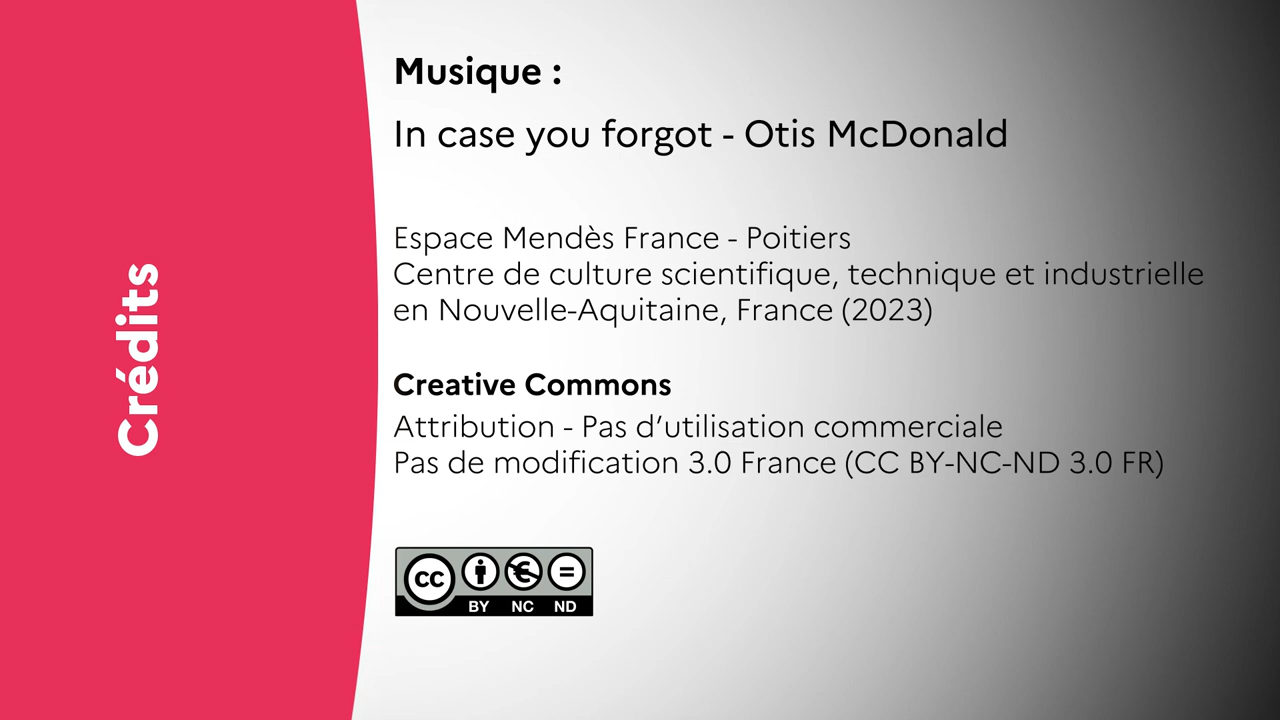 Crédits
Musique :
In case you forgot - Otis McDonald
Espace Mendès France - Poitiers
Centre de culture scientifique, technique et industrielle
en Nouvelle-Aquitaine, France (2023)
Creative Commons
Attribution - Pas d’utilisation commerciale
Pas de modification 3.0 France (CC BY-NC-ND 3.0 FR)
CC
BY NC ND